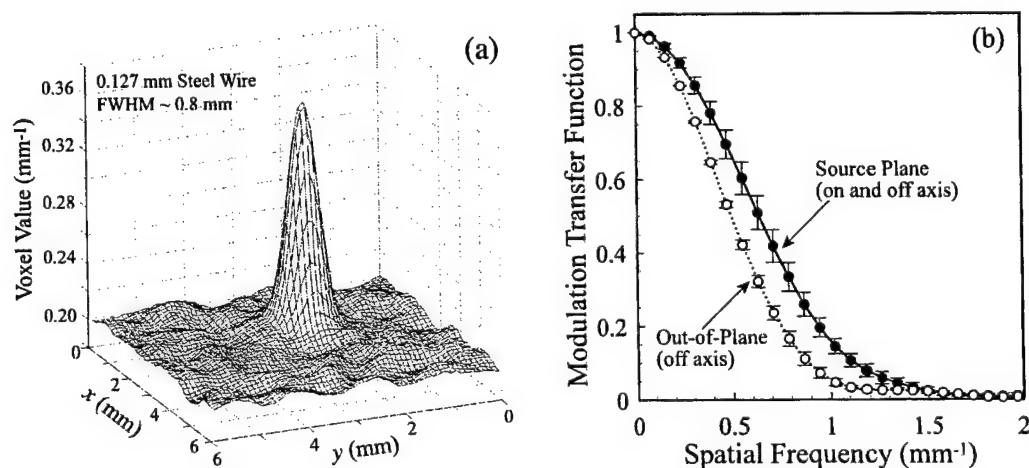 (a)
0.127 mm Steel Wire
FWHM ~ 0.8 mm
Voxel Value (mm-1)
0.36
0.32
0.28
0.24
0.20
0
2
4
6
x (mm)
6
4
2
0
y (mm)
(b)
Modulation Transfer Function
1
0.8
0.6
0.4
0.2
0
Source Plane
(on and off axis)
Out-of-Plane
(off axis)
0
0.5
1
1.5
2
Spatial Frequency (mm-1)